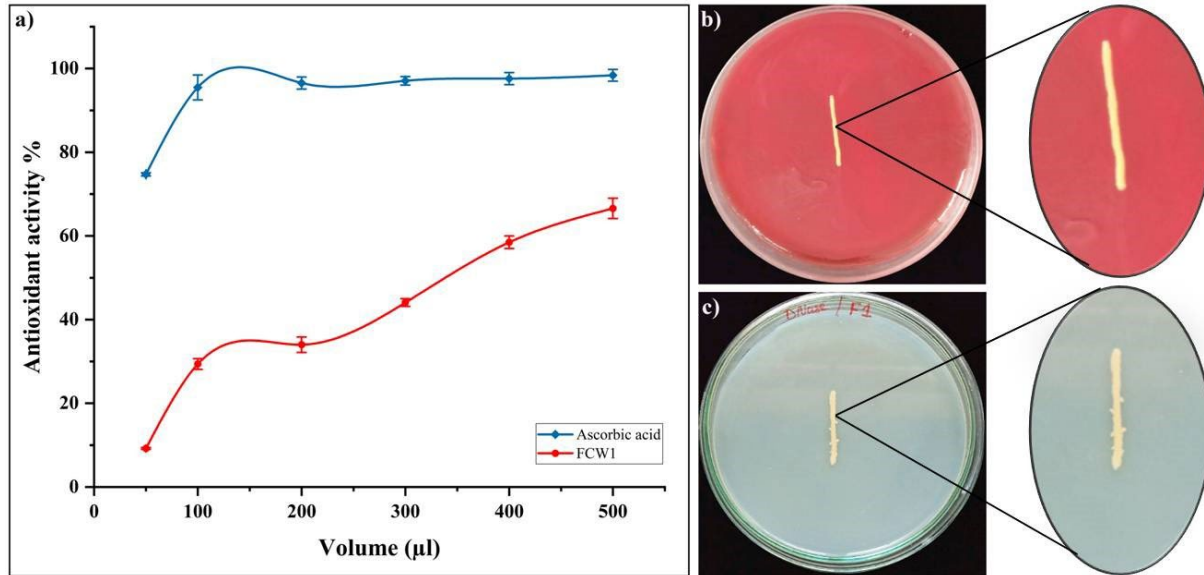 a)
Antioxidant activity %
100
80
60
40
20
0
0 100 200 300 400 500
Volume (µl)
Ascorbic acid
FCW1
b)
c)
DNase / F1